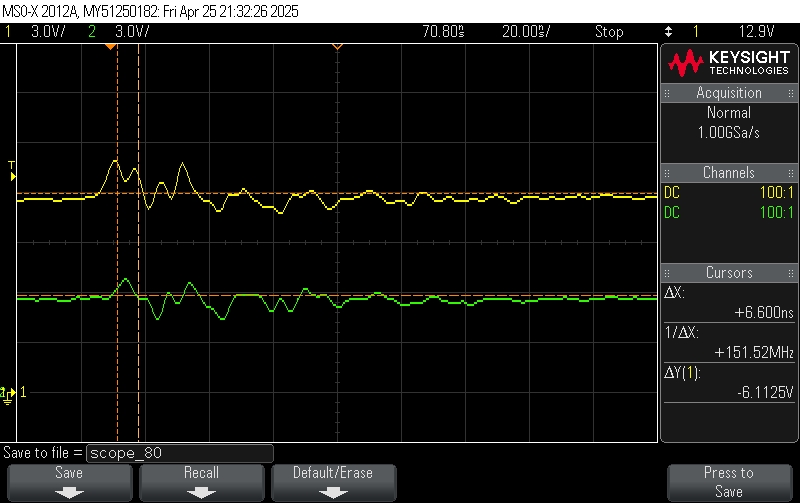 MSO-X 2012A, MY51250182: Fri Apr 25 21:32:26 2025
1 3.0V/ 2 3.0V/ 70.80s 20.00s/ Stop 1 12.9V
KEYSIGHT
TECHNOLOGIES
Acquisition
Normal
1.00GSa/s
Channels
DC 100:1
DC 100:1
Cursors
ΔX:
+6.600ns
1/ΔX:
+151.52MHz
ΔY(1):
-6.1125V
T
1
Save to file = scope_80
Save
Recall
Default/Erase
Press to
Save